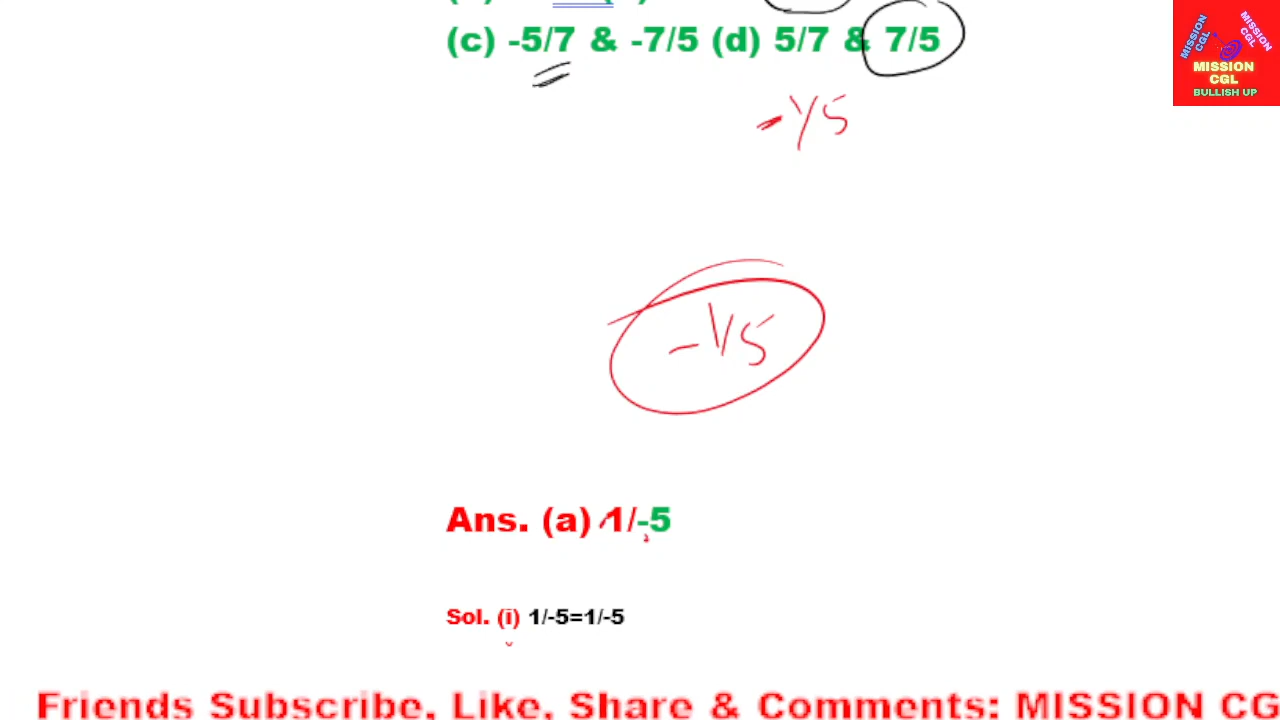 (c) -5/7 & -7/5 (d) 5/7 & 7/5
MISSION CGL
MISSION CGL
MISSION
CGL
BULLISH UP
-1/5
-1/5
Ans. (a) 1/-5
Sol. (i) 1/-5=1/-5
Friends Subscribe, Like, Share & Comments: MISSION CG